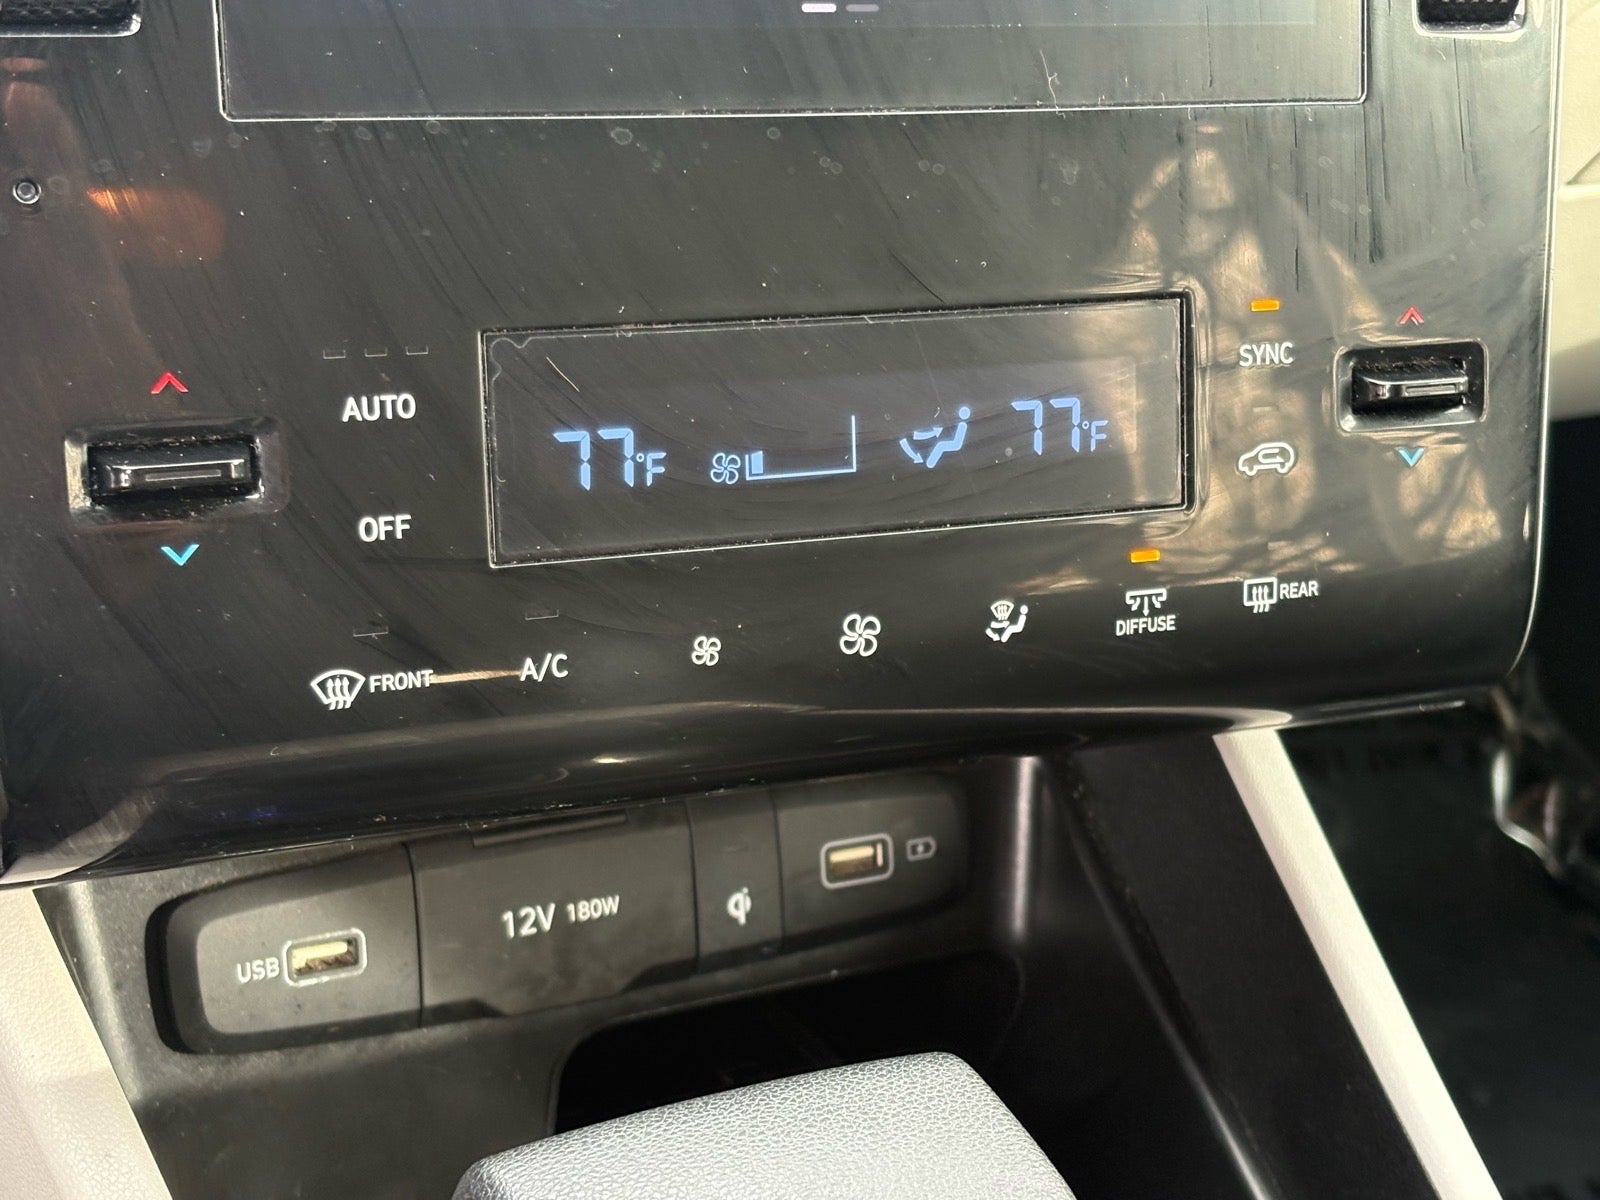 SYNC
AUTO
77°F 77°F
OFF
REAR
DIFFUSE
FRONT A/C
12V 180W
USB